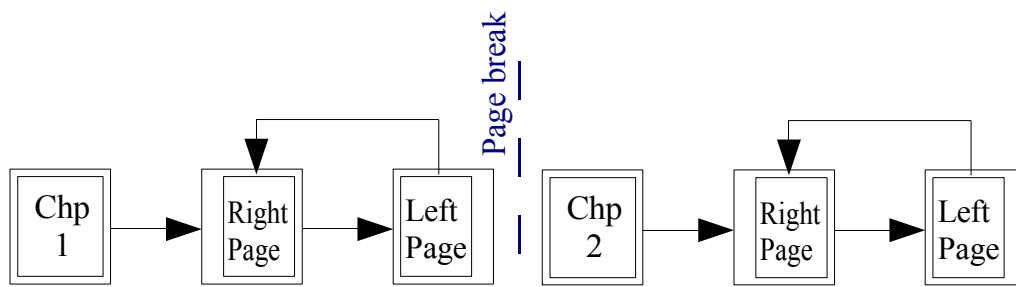 Chp
1
Right
Page
Left
Page
Page break
Chp
2
Right
Page
Left
Page